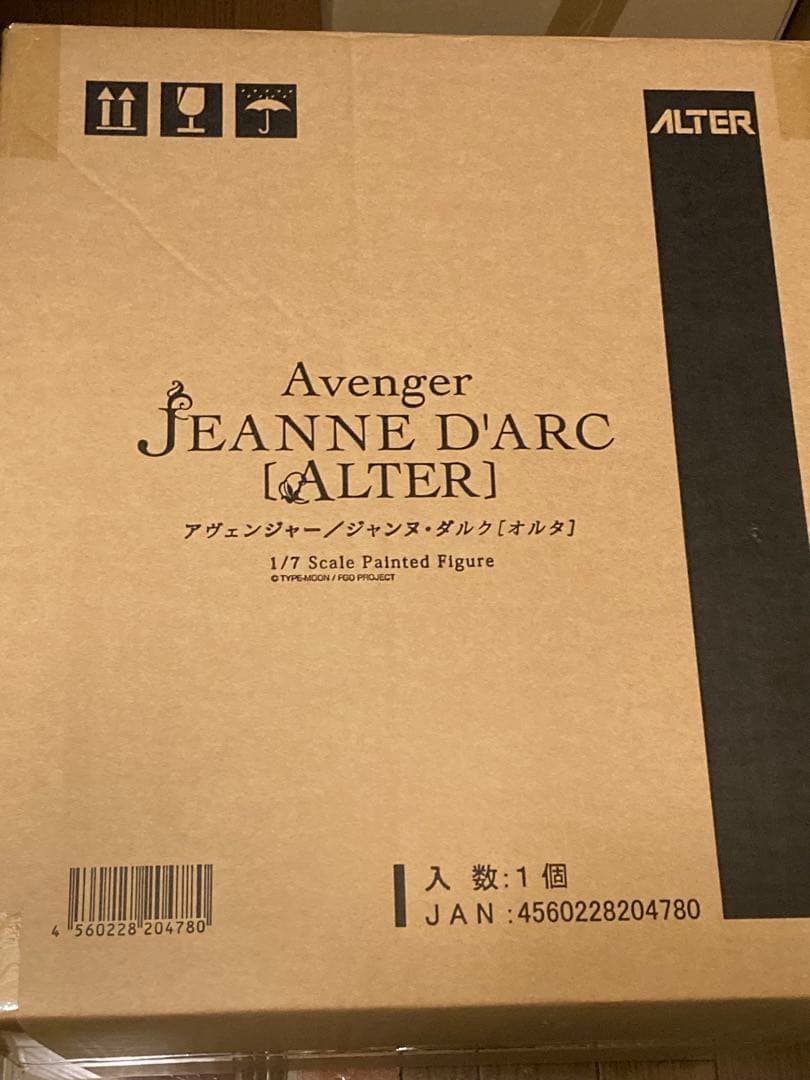 ALTER
Avenger
JEANNE D'ARC
[ALTER]
アヴェンジャー／ジャンヌ・ダルク[オルタ]
1/7 Scale Painted Figure
© TYPE-MOON / FGO PROJECT
入 数:1 個
JAN :4560228204780
4 560228 204780